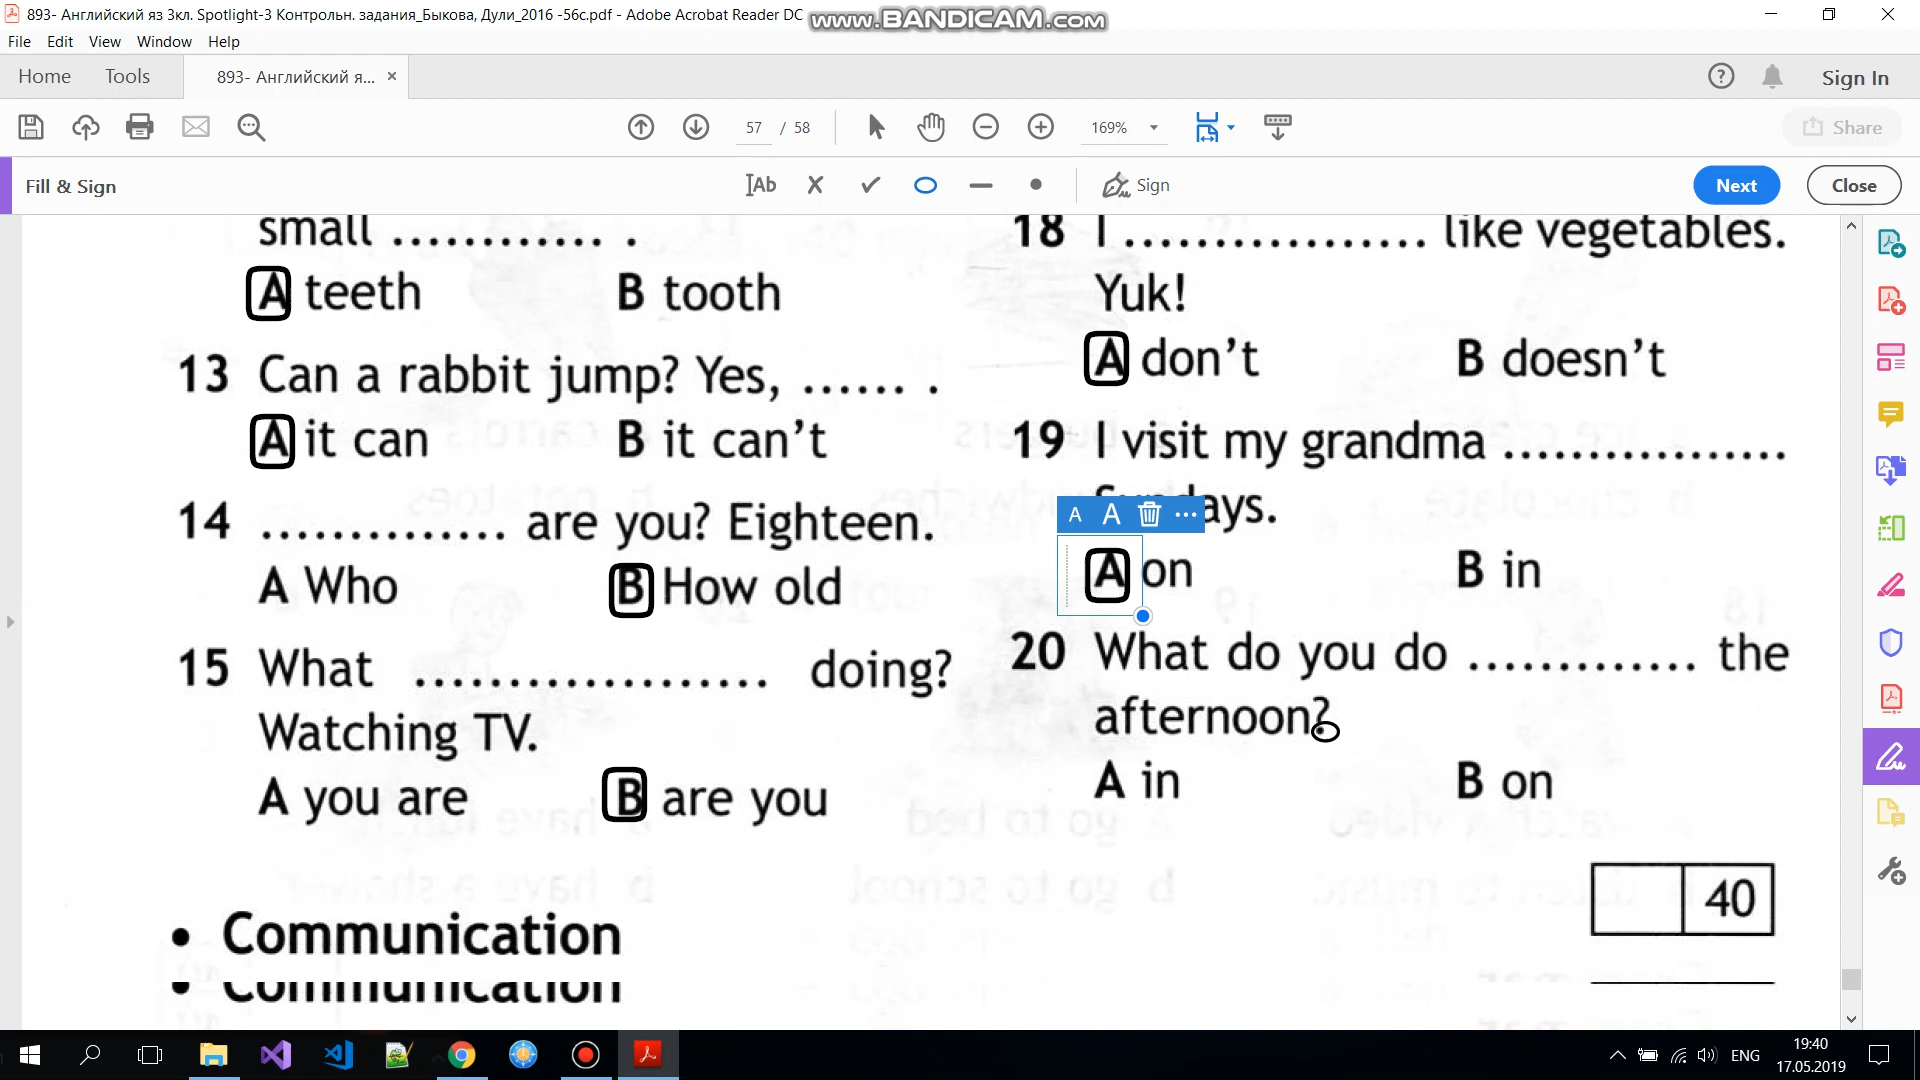 893- Английский яз 3кл. Spotlight-3 Контрольн. задания_Быкова, Дули_2016 -56с.pdf - Adobe Acrobat Reader DC
www.BANDICAM.com
File Edit View Window Help
Home Tools 893- Английский я... Sign In
57 / 58 169% Share
Fill & Sign Ab Sign Next Close
small ............. .
A teeth B tooth
13 Can a rabbit jump? Yes, ...... .
A it can B it can't
14 .............. are you? Eighteen.
A Who B How old
15 What ................... doing?
Watching TV.
A you are B are you
• Communication
18 I ................. like vegetables.
Yuk!
A don't B doesn't
19 I visit my grandma .................
Sundays.
A A
A on B in
20 What do you do ............. the
afternoon?
A in B on
40
ENG
19:40
17.05.2019